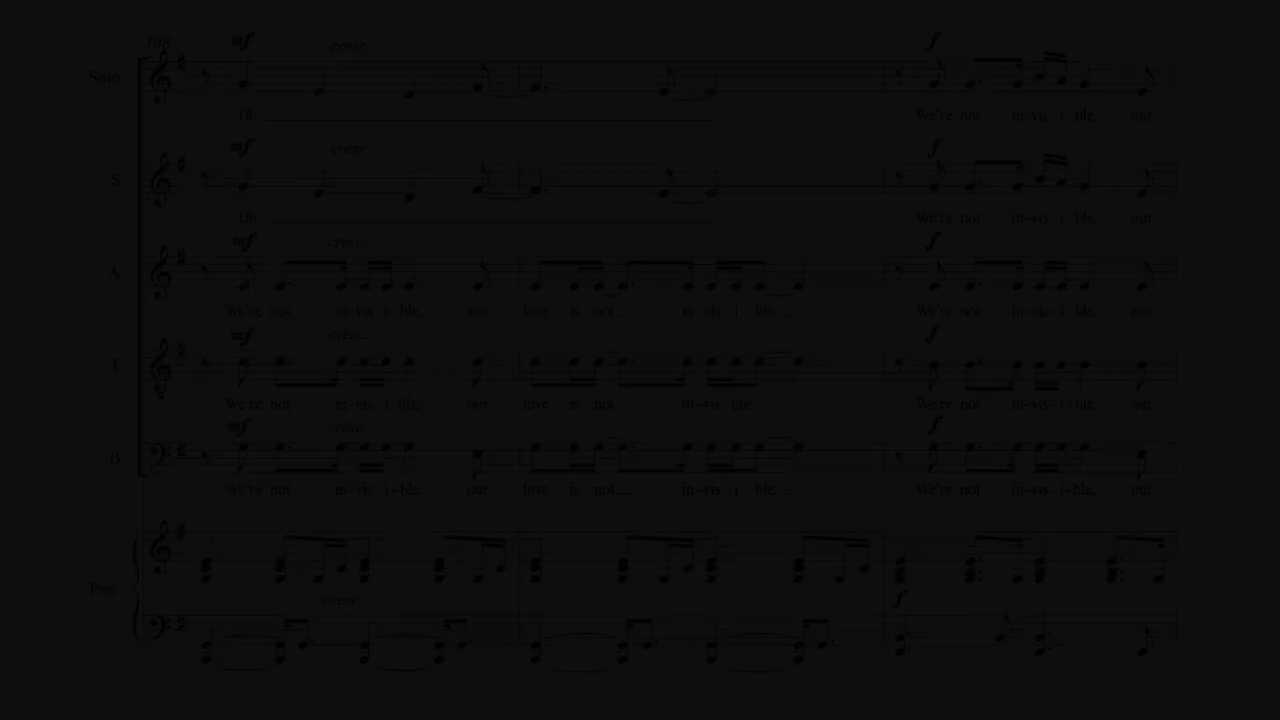 108
mf cresc. f
Solo
Oh We're not in-vis-i-ble, our
mf cresc. f
S
Oh We're not in-vis-i-ble, our
mf cresc. f
A
We're not in-vis-i-ble, our love is not in-vis-i-ble. We're not in-vis-i-ble, our
mf cresc. f
T
We're not in-vis-i-ble, our love is not in-vis-ble. We're not in-vis-i-ble, our
mf cresc. f
B
We're not in-vis-i-ble, our love is not in-vis-i-ble. We're not in-vis-i-ble, our
Pno
cresc. f